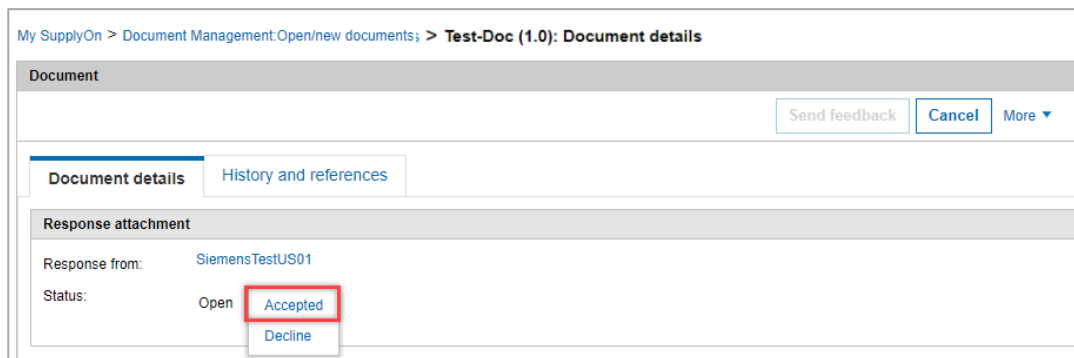 My SupplyOn > Document Management:Open/new documents; > Test-Doc (1.0): Document details
Document
Send feedback Cancel More ▼
Document details History and references
Response attachment
Response from: SiemensTestUS01
Status: Open Accepted
Decline